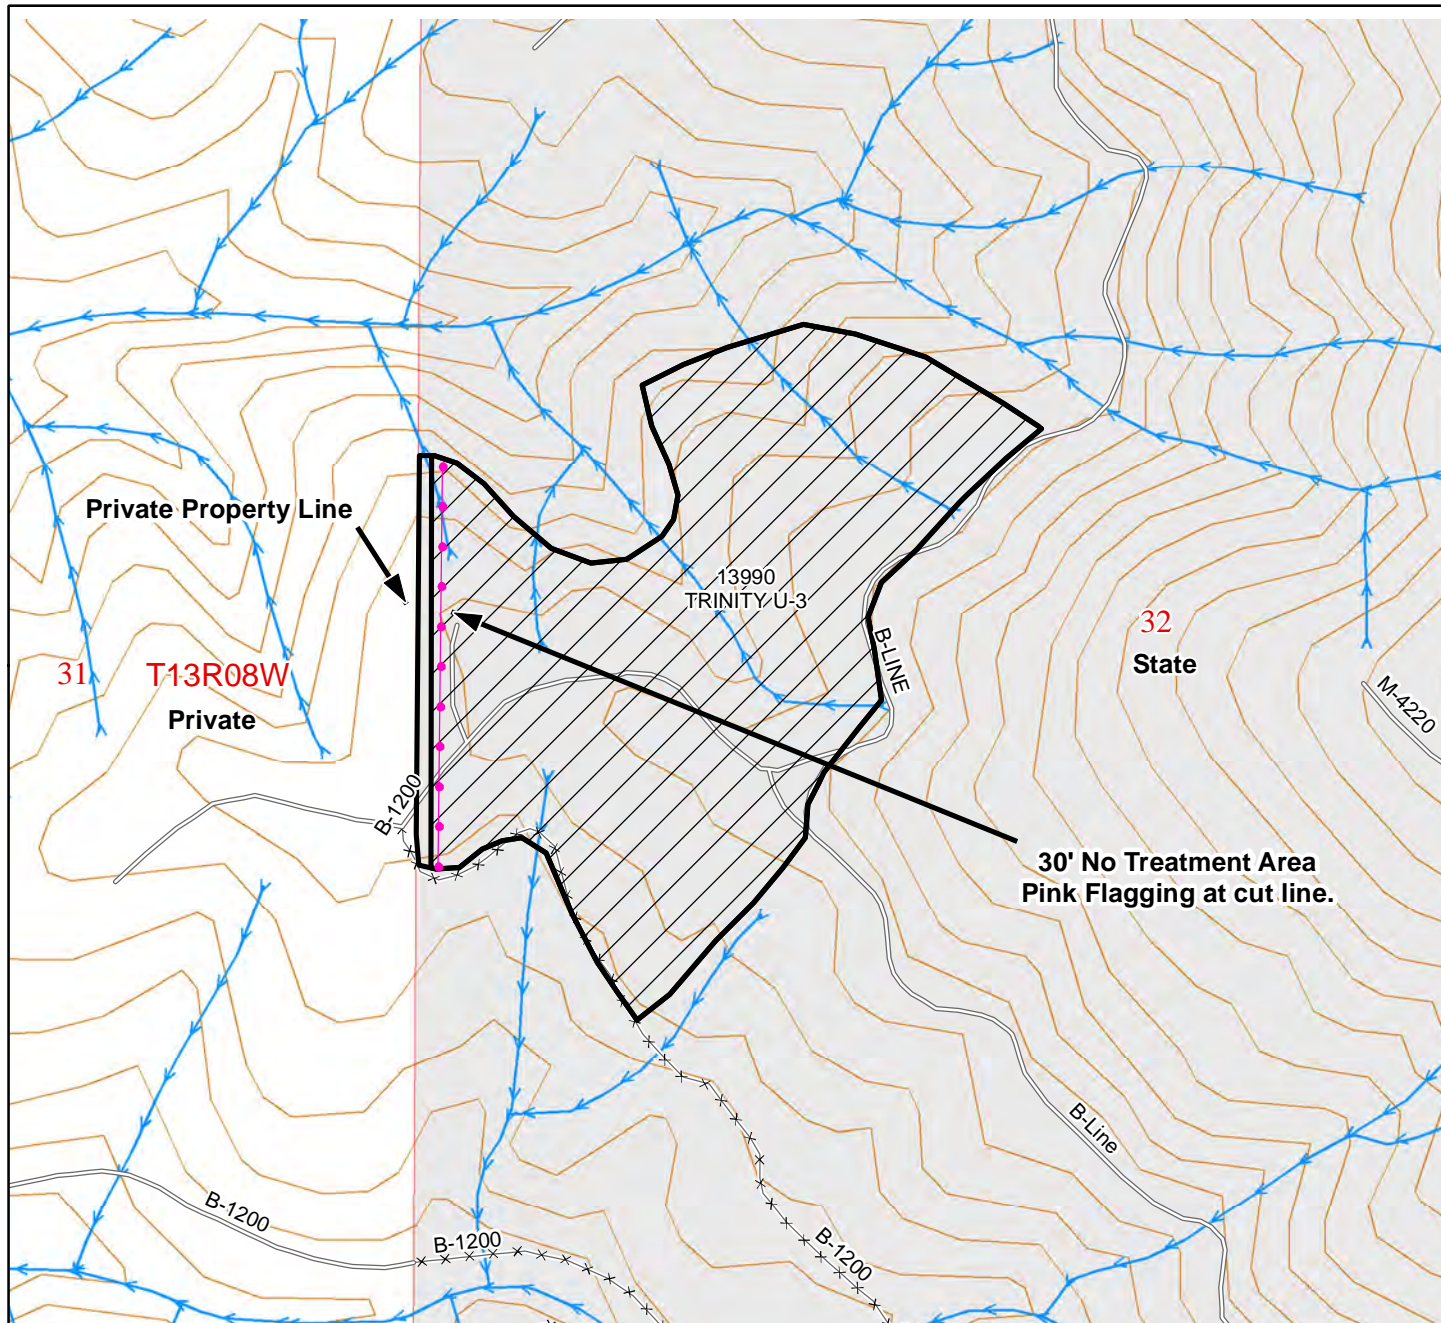 Private Property Line
13990
TRINITY U-3
B-LINE
32
State
31
T13R08W
Private
M-4220
B-1200
30' No Treatment Area
Pink Flagging at cut line.
B-Line
B-1200
B-1200
B-1200